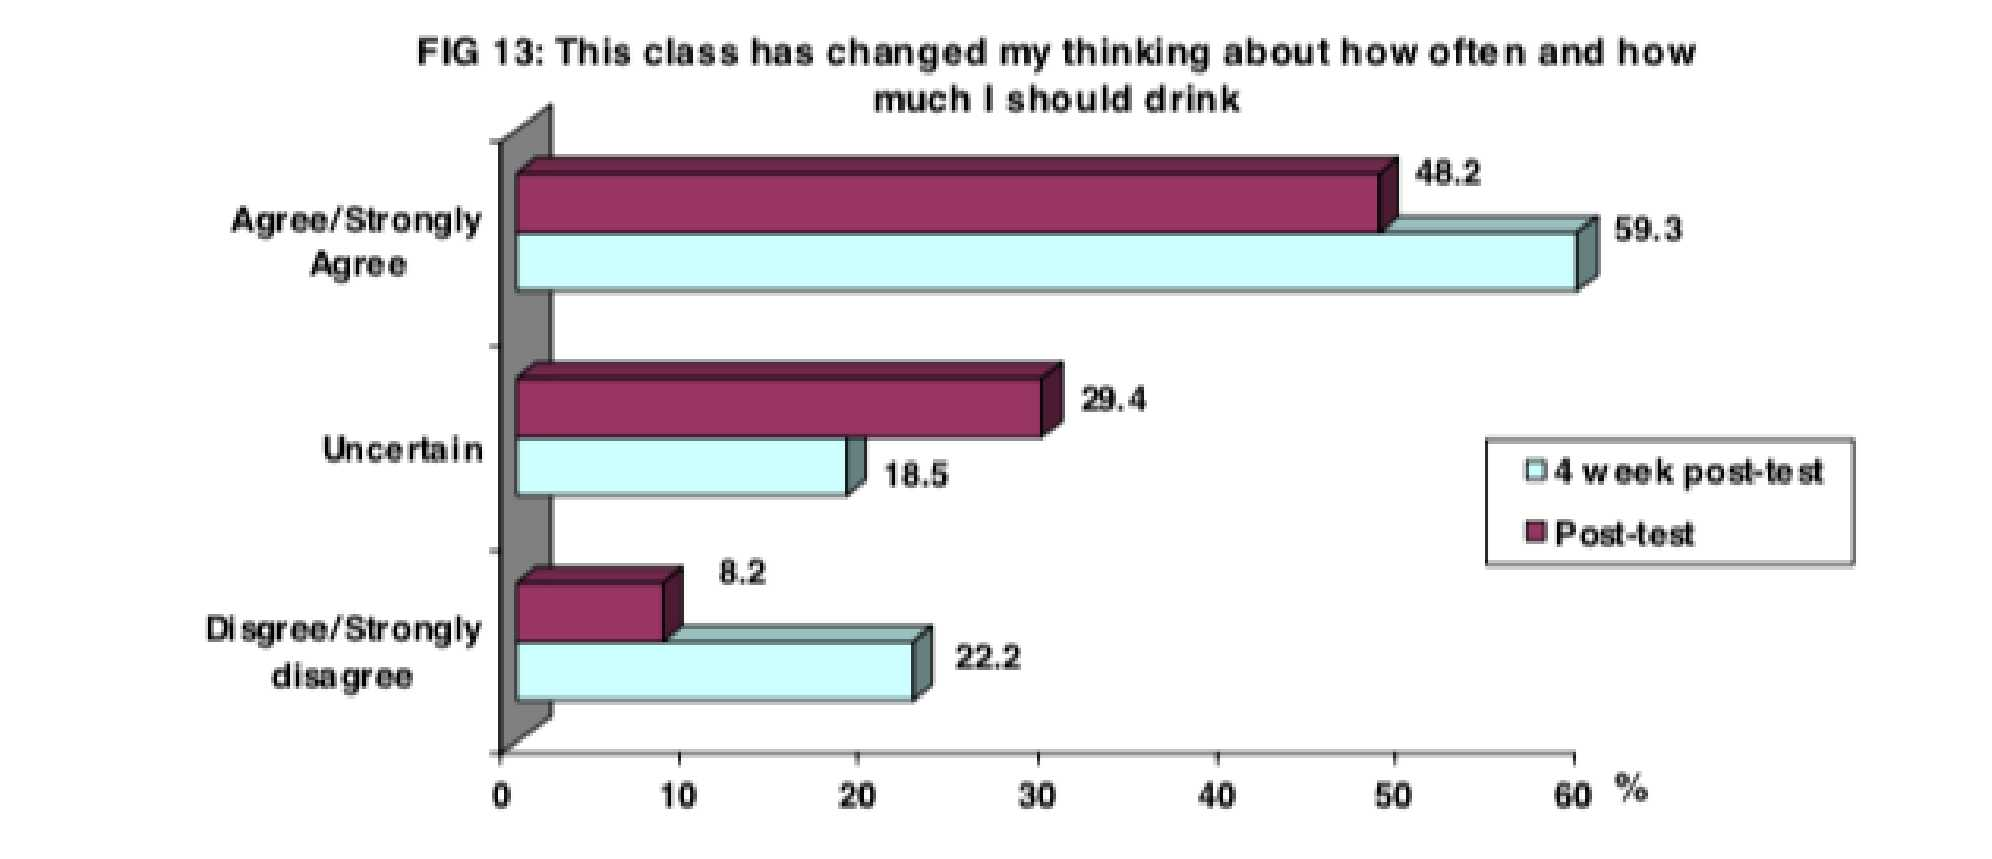 FIG 13: This class has changed my thinking about how often and how
much I should drink
48.2
Agree/Strongly
Agree
59.3
29.4
Uncertain
18.5
4 week post-test
Post-test
8.2
Disgree/Strongly
disagree
22.2
0 10 20 30 40 50 60 %